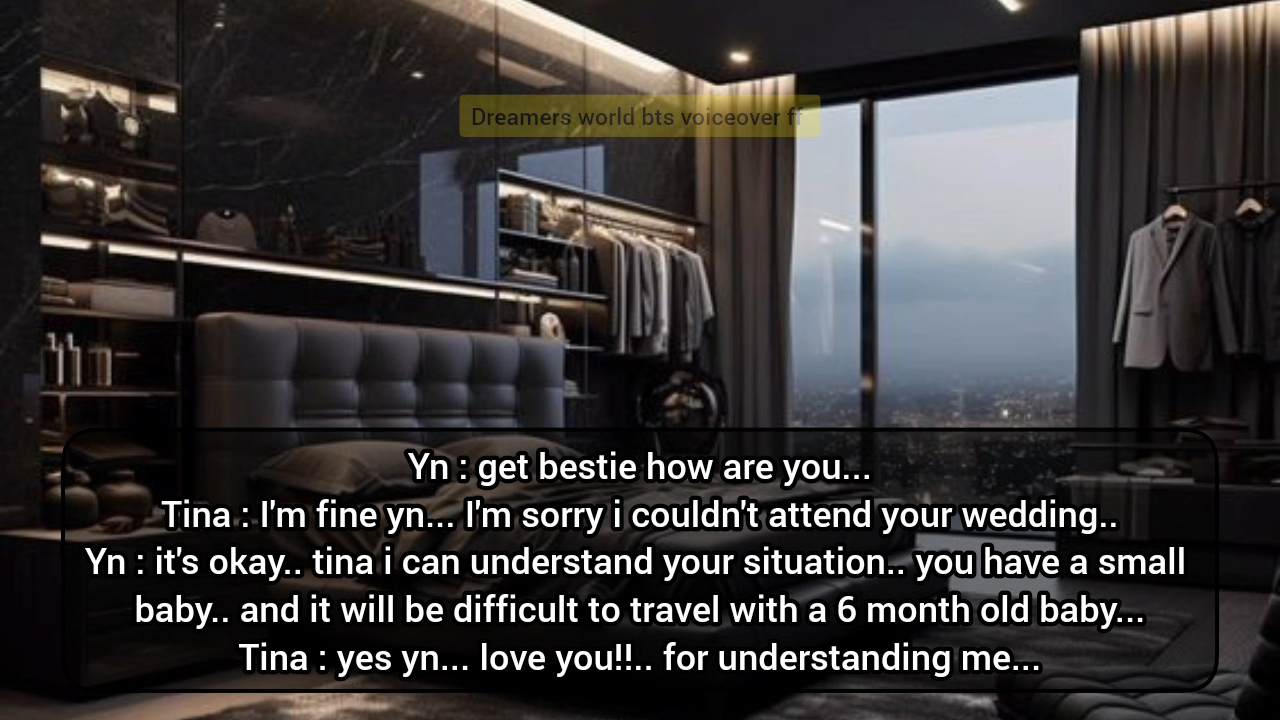 Dreamers world bts voiceover ff
Yn : get bestie how are you...
Tina : I'm fine yn... I'm sorry i couldn't attend your wedding..
Yn : it's okay.. tina i can understand your situation.. you have a small
baby.. and it will be difficult to travel with a 6 month old baby...
Tina : yes yn... love you!!.. for understanding me...